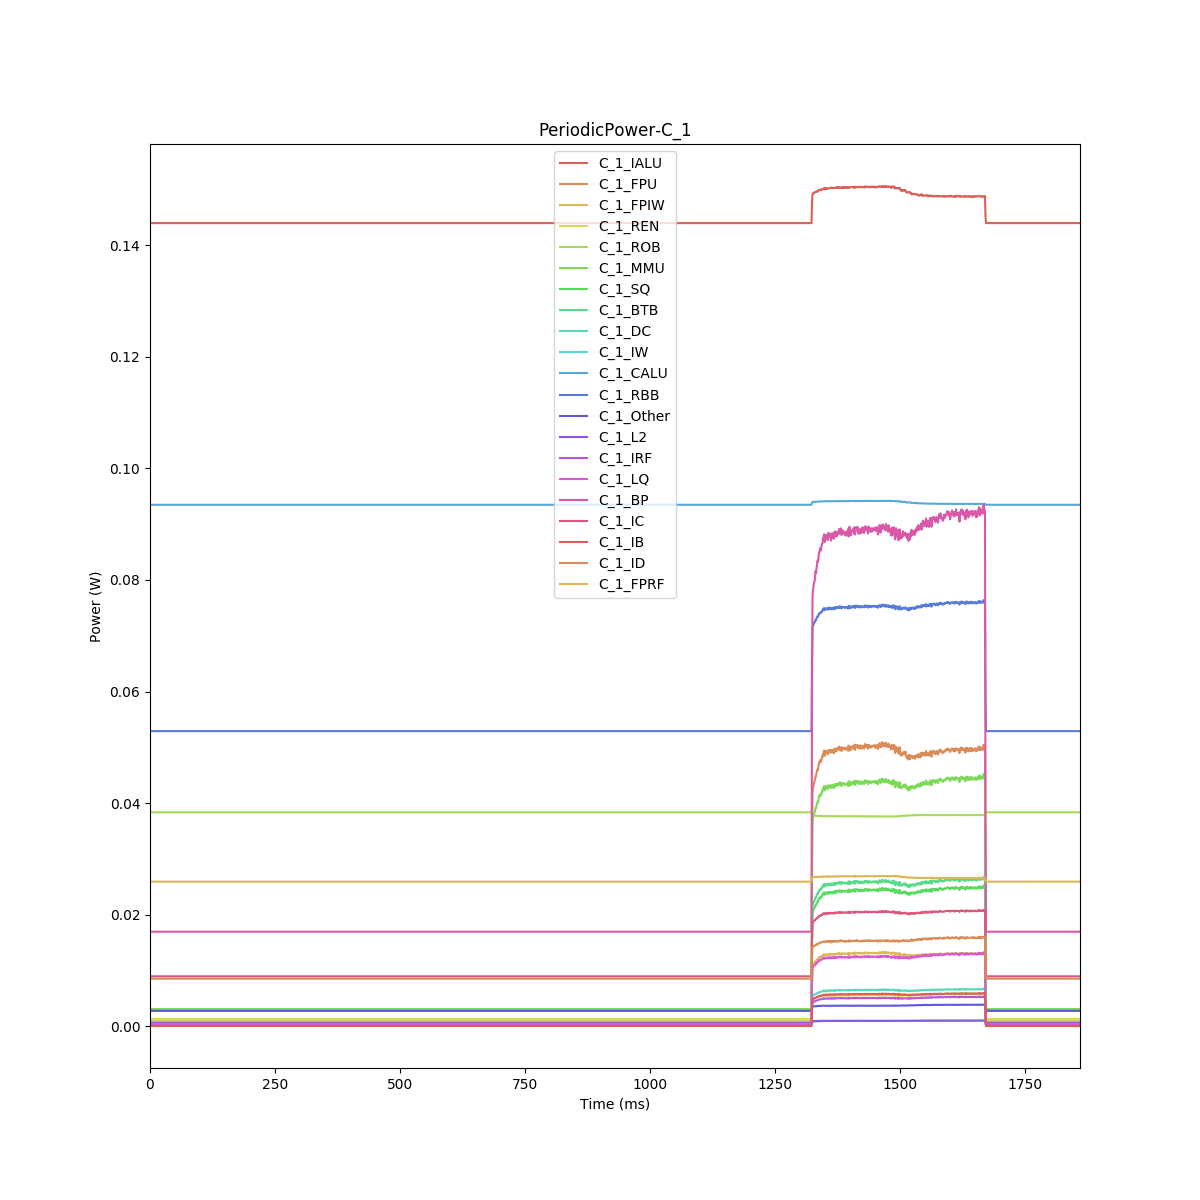 PeriodicPower-C_1
C_1_IALU
C_1_FPU
C_1_FPIW
C_1_REN
C_1_ROB
C_1_MMU
C_1_SQ
C_1_BTB
C_1_DC
C_1_IW
C_1_CALU
C_1_RBB
C_1_Other
C_1_L2
C_1_IRF
C_1_LQ
C_1_BP
C_1_IC
C_1_IB
C_1_ID
C_1_FPRF
Power (W)
0.14
0.12
0.10
0.08
0.06
0.04
0.02
0.00
0 250 500 750 1000 1250 1500 1750
Time (ms)